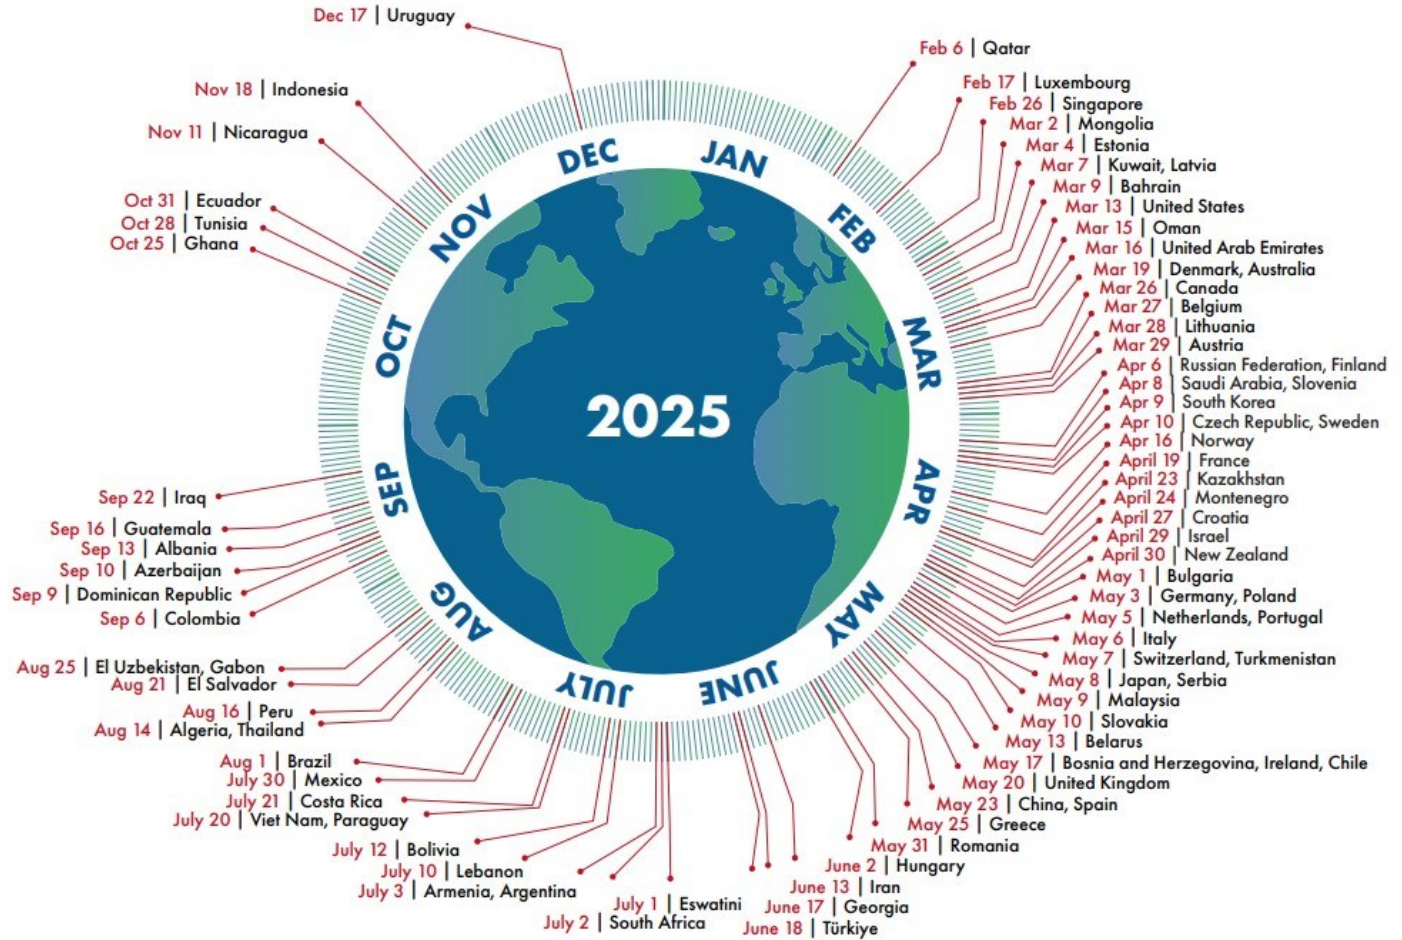 Dec 17 | Uruguay
Feb 6 | Qatar
Feb 17 | Luxembourg
Feb 26 | Singapore
Mar 2 | Mongolia
Mar 4 | Estonia
Mar 7 | Kuwait, Latvia
Mar 9 | Bahrain
Mar 13 | United States
Mar 15 | Oman
Mar 16 | United Arab Emirates
Mar 19 | Denmark, Australia
Mar 26 | Canada
Mar 27 | Belgium
Mar 28 | Lithuania
Mar 29 | Austria
Apr 6 | Russian Federation, Finland
Apr 8 | Saudi Arabia, Slovenia
Apr 9 | South Korea
Apr 10 | Czech Republic, Sweden
Apr 16 | Norway
April 19 | France
April 23 | Kazakhstan
April 24 | Montenegro
April 27 | Croatia
April 29 | Israel
April 30 | New Zealand
May 1 | Bulgaria
May 3 | Germany, Poland
May 5 | Netherlands, Portugal
May 6 | Italy
May 7 | Switzerland, Turkmenistan
May 8 | Japan, Serbia
May 9 | Malaysia
May 10 | Slovakia
May 13 | Belarus
May 17 | Bosnia and Herzegovina, Ireland, Chile
May 20 | United Kingdom
May 23 | China, Spain
May 25 | Greece
May 31 | Romania
June 2 | Hungary
June 13 | Iran
June 17 | Georgia
June 18 | Türkiye
July 1 | Eswatini
July 2 | South Africa
July 3 | Armenia, Argentina
July 10 | Lebanon
July 12 | Bolivia
July 20 | Viet Nam, Paraguay
July 21 | Costa Rica
July 30 | Mexico
Aug 1 | Brazil
Aug 14 | Algeria, Thailand
Aug 16 | Peru
Aug 21 | El Salvador
Aug 25 | El Uzbekistan, Gabon
Sep 6 | Colombia
Sep 9 | Dominican Republic
Sep 10 | Azerbaijan
Sep 13 | Albania
Sep 16 | Guatemala
Sep 22 | Iraq
Oct 25 | Ghana
Oct 28 | Tunisia
Oct 31 | Ecuador
Nov 11 | Nicaragua
Nov 18 | Indonesia
JAN
FEB
MAR
APR
MAY
JUNE
JULY
AUG
SEP
OCT
NOV
DEC
2025